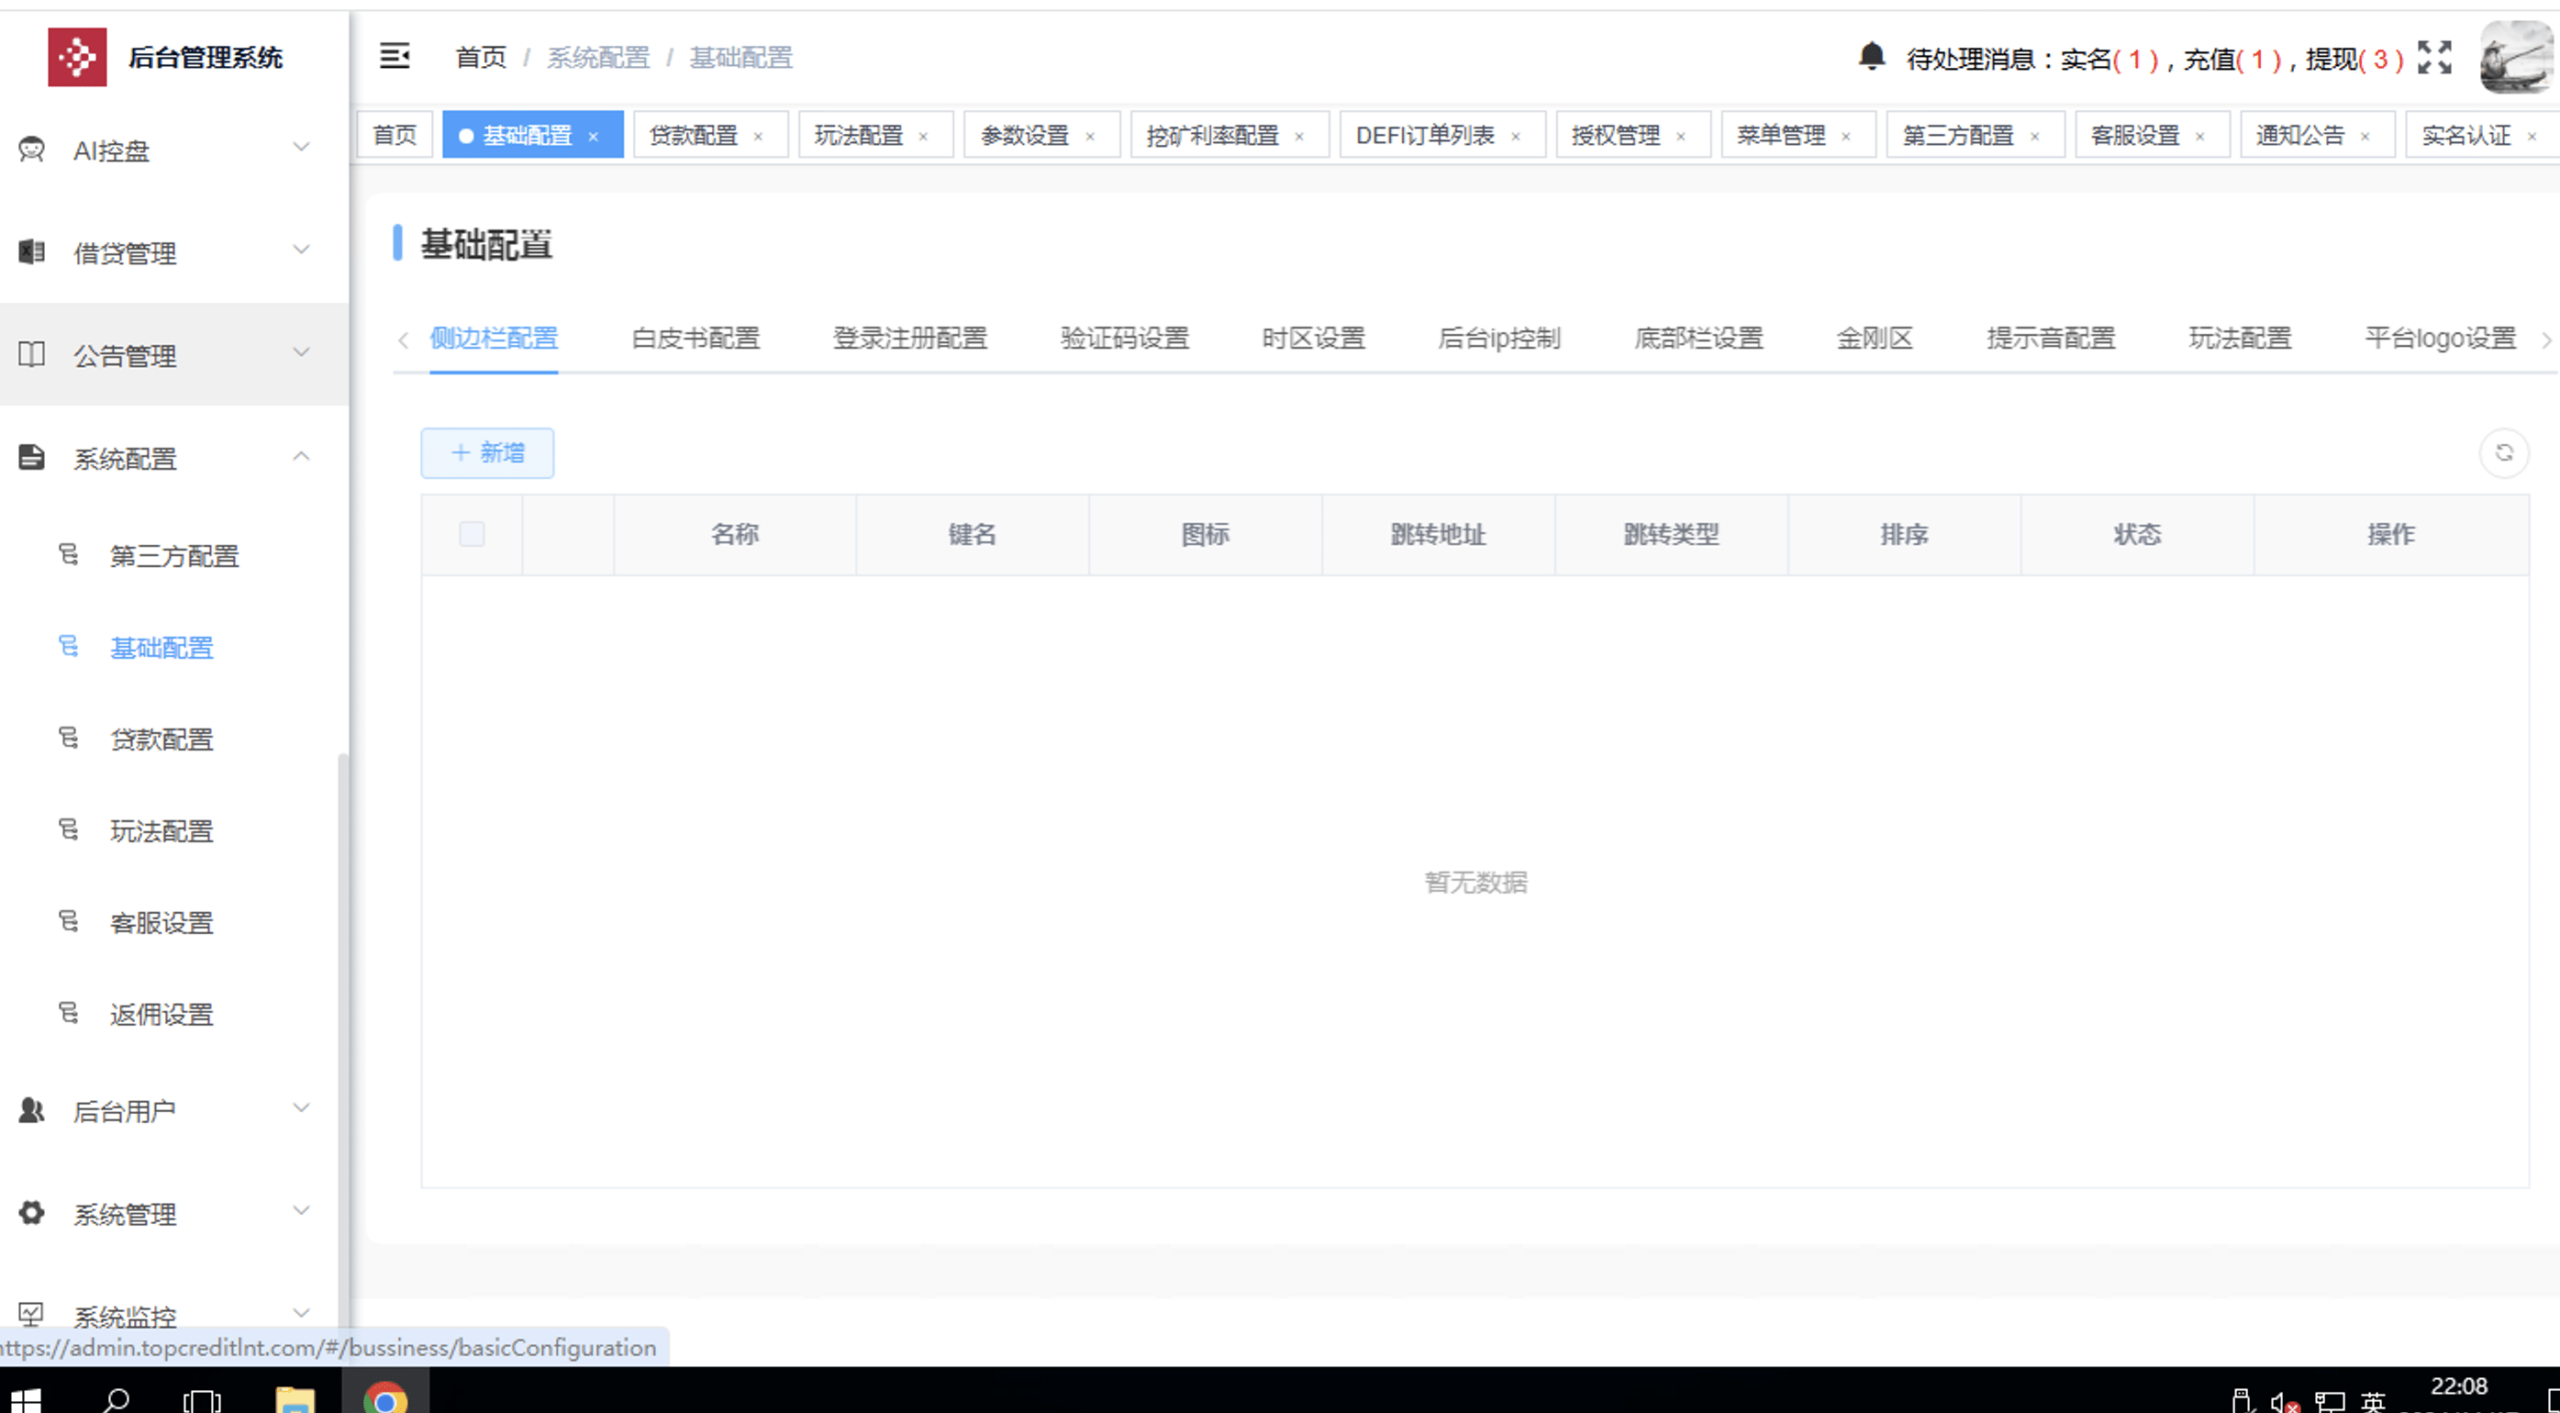 后台管理系统
首页 / 系统配置 / 基础配置
待处理消息：实名( 1 )，充值( 1 )，提现( 3 )
首页
基础配置 ×
贷款配置 ×
玩法配置 ×
参数设置 ×
挖矿利率配置 ×
DEFI订单列表 ×
授权管理 ×
菜单管理 ×
第三方配置 ×
客服设置 ×
通知公告 ×
实名认证 ×
AI控盘
借贷管理
公告管理
系统配置
第三方配置
基础配置
贷款配置
玩法配置
客服设置
返佣设置
后台用户
系统管理
系统监控
基础配置
侧边栏配置 白皮书配置 登录注册配置 验证码设置 时区设置 后台ip控制 底部栏设置 金刚区 提示音配置 玩法配置 平台logo设置
+ 新增
名称 键名 图标 跳转地址 跳转类型 排序 状态 操作
暂无数据
https://admin.topcreditlnt.com/#/bussiness/basicConfiguration
英
22:08